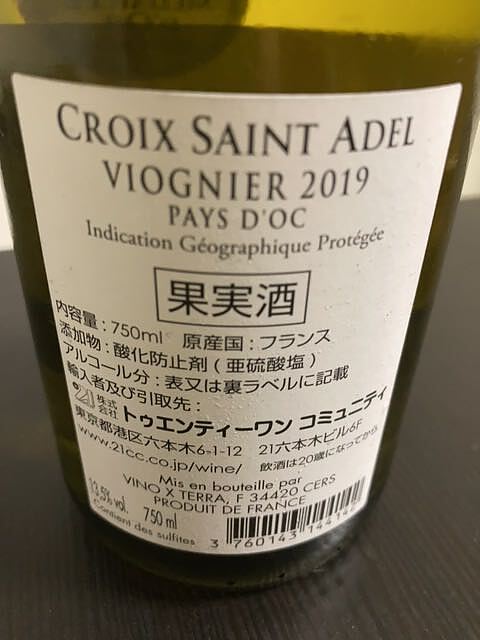 CROIX SAINT ADEL
VIOGNIER 2019
PAYS D'OC
Indication Géographique Protégée
果実酒
内容量：750ml 原産国：フランス
添加物：酸化防止剤（亜硫酸塩）
アルコール分：表又は裏ラベルに記載
輸入者及び引取先：
21 株式会社 トゥエンティーワン コミュニティ
東京都港区六本木6-1-12 21六本木ビル6F
www.21cc.co.jp/wine/ 飲酒は20歳になってから
Mis en bouteille par
VINO X TERRA, F 34420 CERS
PRODUIT DE FRANCE
13,5% vol. 750 ml
Contient des sulfites
3 760143 14414